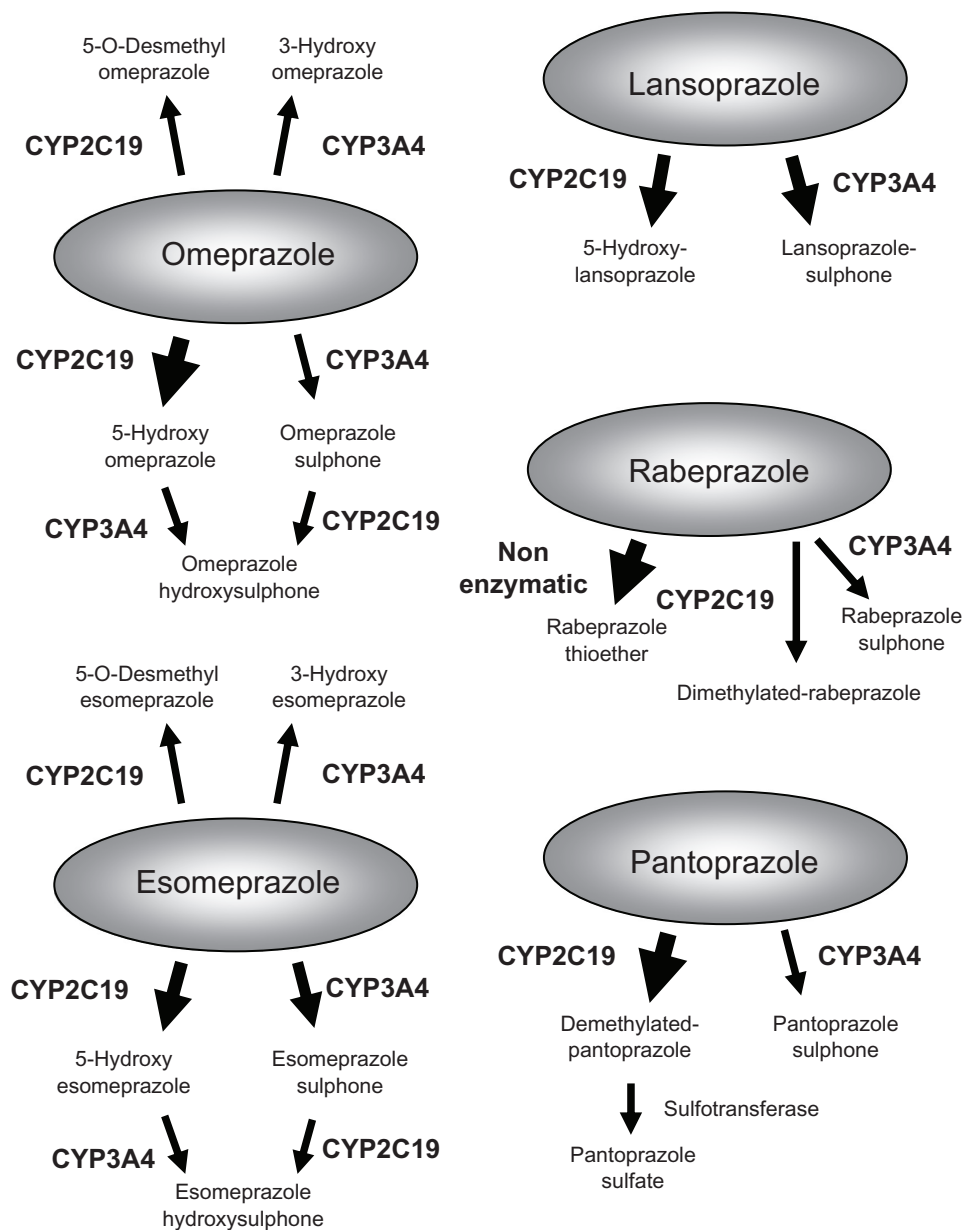 5-O-Desmethyl
omeprazole
3-Hydroxy
omeprazole
CYP2C19
CYP3A4
Omeprazole
CYP2C19
CYP3A4
5-Hydroxy
omeprazole
Omeprazole
sulphone
CYP3A4
CYP2C19
Omeprazole
hydroxysulphone
5-O-Desmethyl
esomeprazole
3-Hydroxy
esomeprazole
CYP2C19
CYP3A4
Esomeprazole
CYP2C19
CYP3A4
5-Hydroxy
esomeprazole
Esomeprazole
sulphone
CYP3A4
CYP2C19
Esomeprazole
hydroxysulphone
Lansoprazole
CYP2C19
CYP3A4
5-Hydroxy-
lansoprazole
Lansoprazole-
sulphone
Rabeprazole
Non
enzymatic
CYP2C19
CYP3A4
Rabeprazole
thioether
Rabeprazole
sulphone
Dimethylated-rabeprazole
Pantoprazole
CYP2C19
CYP3A4
Demethylated-
pantoprazole
Pantoprazole
sulphone
Sulfotransferase
Pantoprazole
sulfate